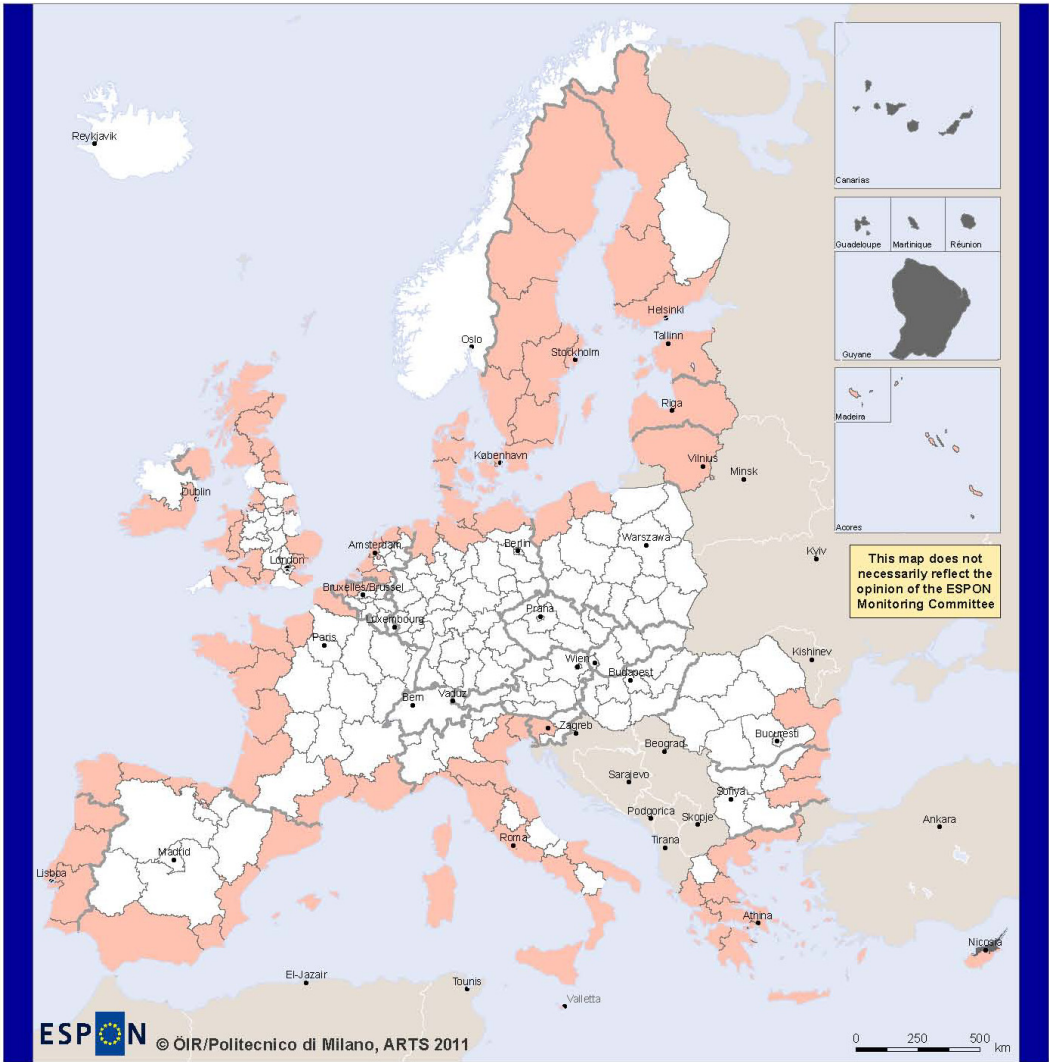 Reykjavik
Canarias
Guadeloupe
Martinique
Réunion
Guyane
Madeira
Acores
Oslo
Helsinki
Tallinn
Stockholm
Riga
København
Vilnius
Minsk
Dublin
Amsterdam
Berlin
Warszawa
London
Kyiv
This map does not
necessarily reflect the
opinion of the ESPON
Monitoring Committee
Bruxelles/Brussel
Praha
Luxembourg
Paris
Wien
Kishinev
Budapest
Bern
Vaduz
Zagreb
Bucuresti
Beograd
Sarajevo
Sofiya
Podgorica
Skopje
Ankara
Tirana
Roma
Madrid
Lisboa
Athina
Nicosia
El-Jazair
Tounis
Valletta
ESPON © ÖIR/Politecnico di Milano, ARTS 2011
0 250 500 km